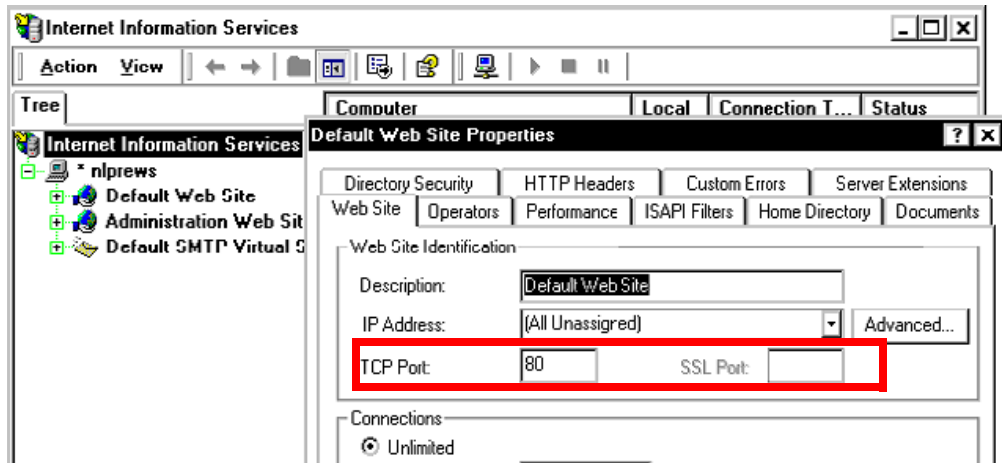 Internet Information Services
Action View
Tree
Computer Local Connection T... Status
Internet Information Services
* nlprews
Default Web Site
Administration Web Sit
Default SMTP Virtual S
Default Web Site Properties
Directory Security HTTP Headers Custom Errors Server Extensions
Web Site Operators Performance ISAPI Filters Home Directory Documents
Web Site Identification
Description: Default Web Site
IP Address: (All Unassigred) Advanced...
TCP Port: 80 SSL Port:
Connections
Unlimited